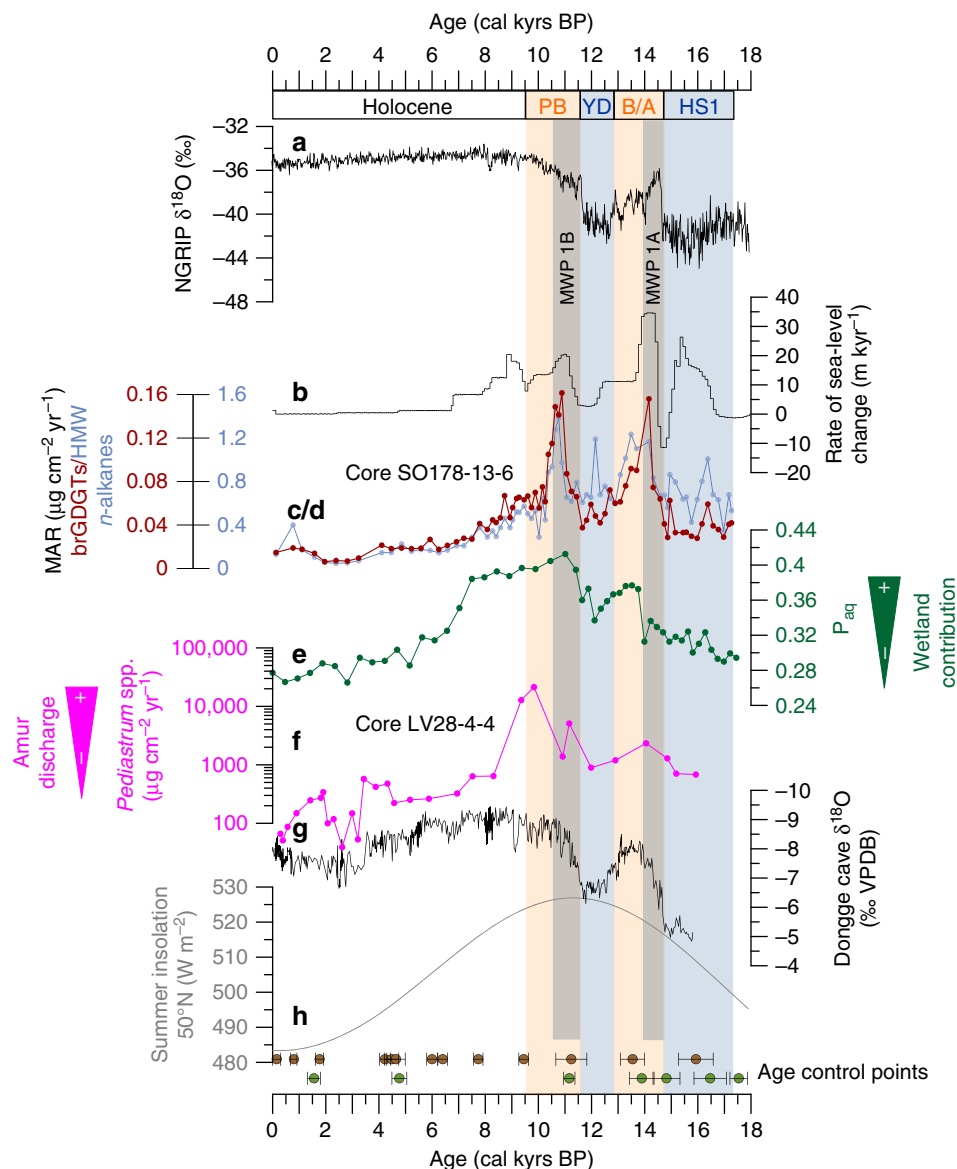 Age (cal kyrs BP)
0 2 4 6 8 10 12 14 16 18
Holocene PB YD B/A HS1
a
NGRIP δ18O (‰)
−32
−36
−40
−44
−48
MWP 1B
MWP 1A
b
Rate of sea-level
change (m kyr−1)
40
30
20
10
0
−10
−20
MAR (µg cm−2 yr−1)
brGDGTs/HMW
n-alkanes
0.16 1.6
0.12 1.2
0.08 0.8
0.04 0.4
0 0
Core SO178-13-6
c/d
0.44
0.4
0.36
0.32
0.28
0.24
Paq
+
−
Wetland
contribution
e
Amur
discharge
+
−
Pediastrum spp.
(µg cm−2 yr−1)
100,000
10,000
1000
100
Core LV28-4-4
f
g
−10
−9
−8
−7
−6
−5
−4
Dongge cave δ18O
(‰ VPDB)
Summer insolation
50°N (W m−2)
530
520
510
500
490
480
h
Age control points
0 2 4 6 8 10 12 14 16 18
Age (cal kyrs BP)